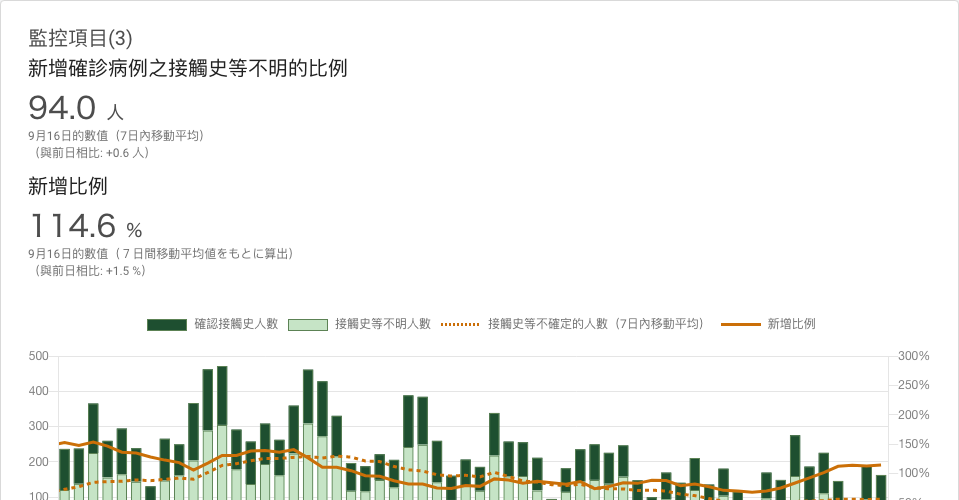 監控項目(3)
新增確診病例之接觸史等不明的比例
94.0 人
9月16日的數值（7日內移動平均）
（與前日相比: +0.6 人）
新增比例
114.6 %
9月16日的數值（７日間移動平均値をもとに算出）
（與前日相比: +1.5 %）
確認接觸史人數 接觸史等不明人數 接觸史等不確定的人數（7日內移動平均） 新增比例
500 300%
250%
400
200%
300
150%
200
100%
100